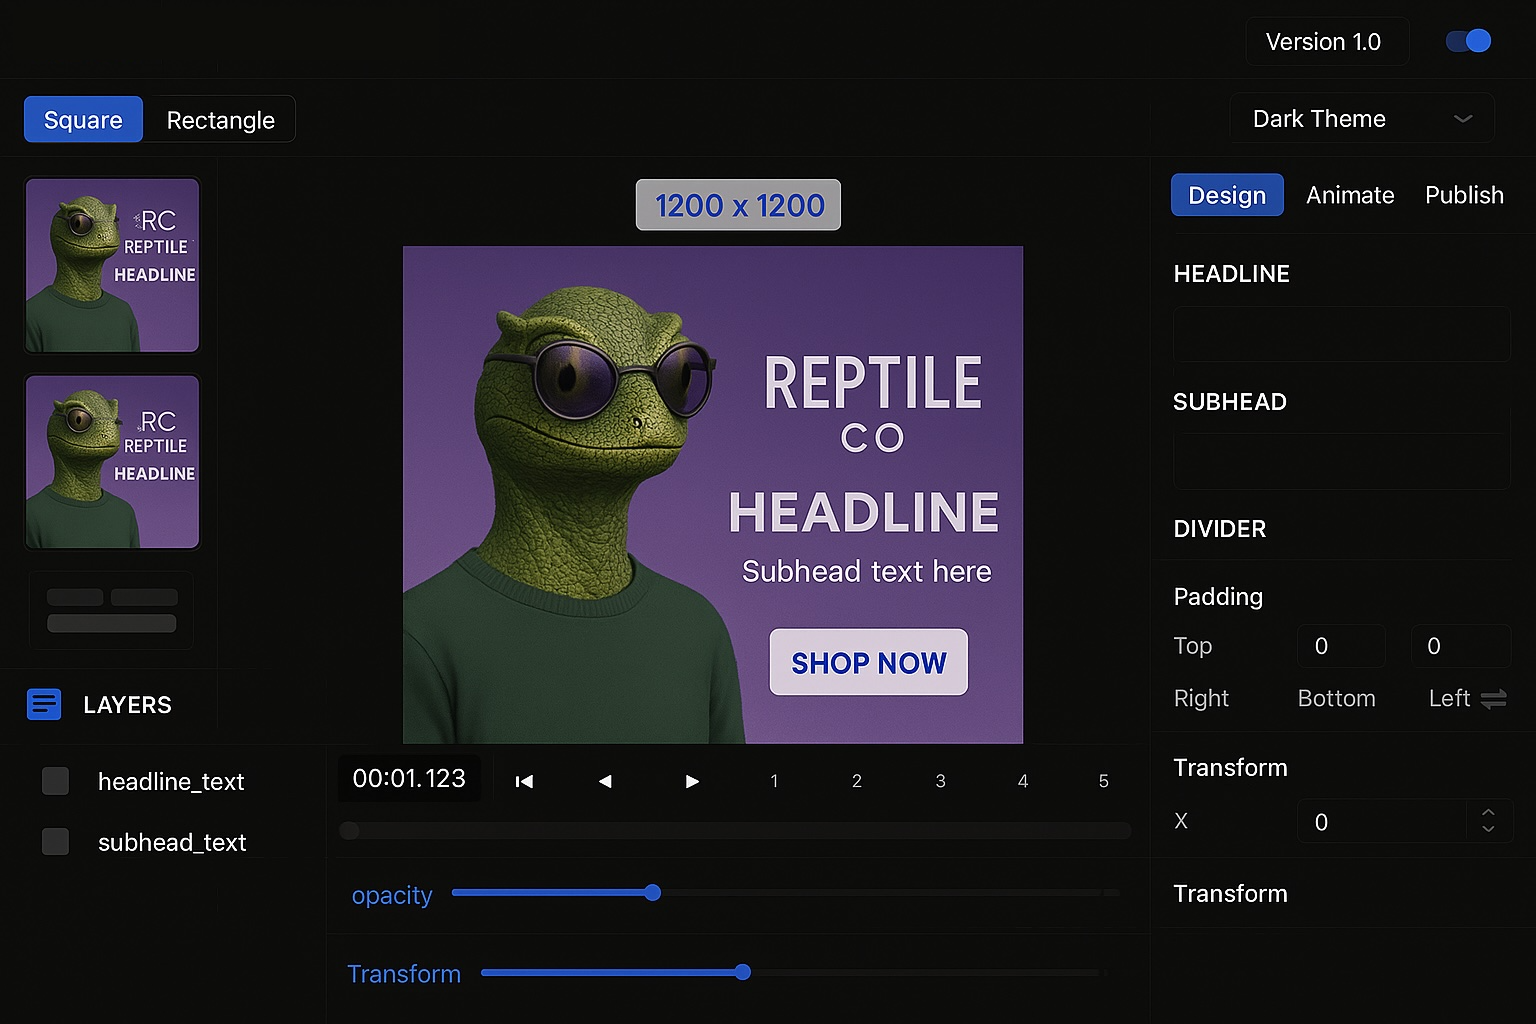 Version 1.0
Square
Rectangle
Dark Theme
RC
REPTILE
HEADLINE
RC
REPTILE
HEADLINE
1200 x 1200
REPTILE
CO
HEADLINE
Subhead text here
SHOP NOW
Design Animate Publish
HEADLINE
SUBHEAD
DIVIDER
Padding
Top 0 0
Right Bottom Left
Transform
X 0
Transform
LAYERS
headline_text
subhead_text
00:01.123 1 2 3 4 5
opacity
Transform